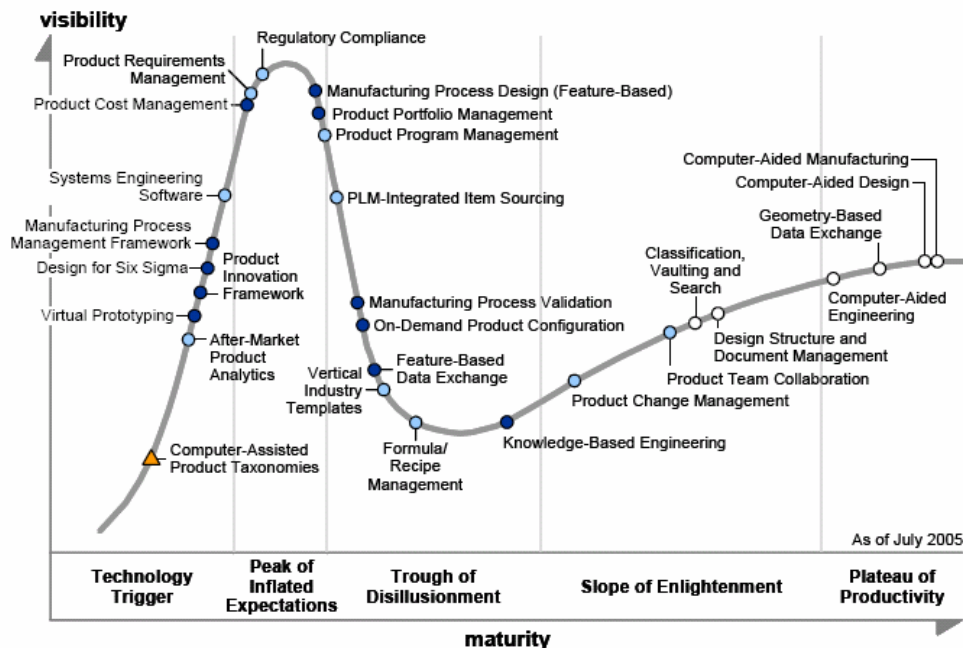 visibility
Regulatory Compliance
Product Requirements
Management
Product Cost Management
Systems Engineering
Software
Manufacturing Process
Management Framework
Design for Six Sigma
Product
Innovation
Framework
Virtual Prototyping
After-Market
Product
Analytics
Computer-Assisted
Product Taxonomies
Manufacturing Process Design (Feature-Based)
Product Portfolio Management
Product Program Management
PLM-Integrated Item Sourcing
Manufacturing Process Validation
On-Demand Product Configuration
Feature-Based
Data Exchange
Vertical
Industry
Templates
Formula/
Recipe
Management
Knowledge-Based Engineering
Product Change Management
Product Team Collaboration
Design Structure and
Document Management
Classification,
Vaulting and
Search
Computer-Aided
Engineering
Geometry-Based
Data Exchange
Computer-Aided Design
Computer-Aided Manufacturing
As of July 2005
Technology
Trigger
Peak of
Inflated
Expectations
Trough of
Disillusionment
Slope of Enlightenment
Plateau of
Productivity
maturity